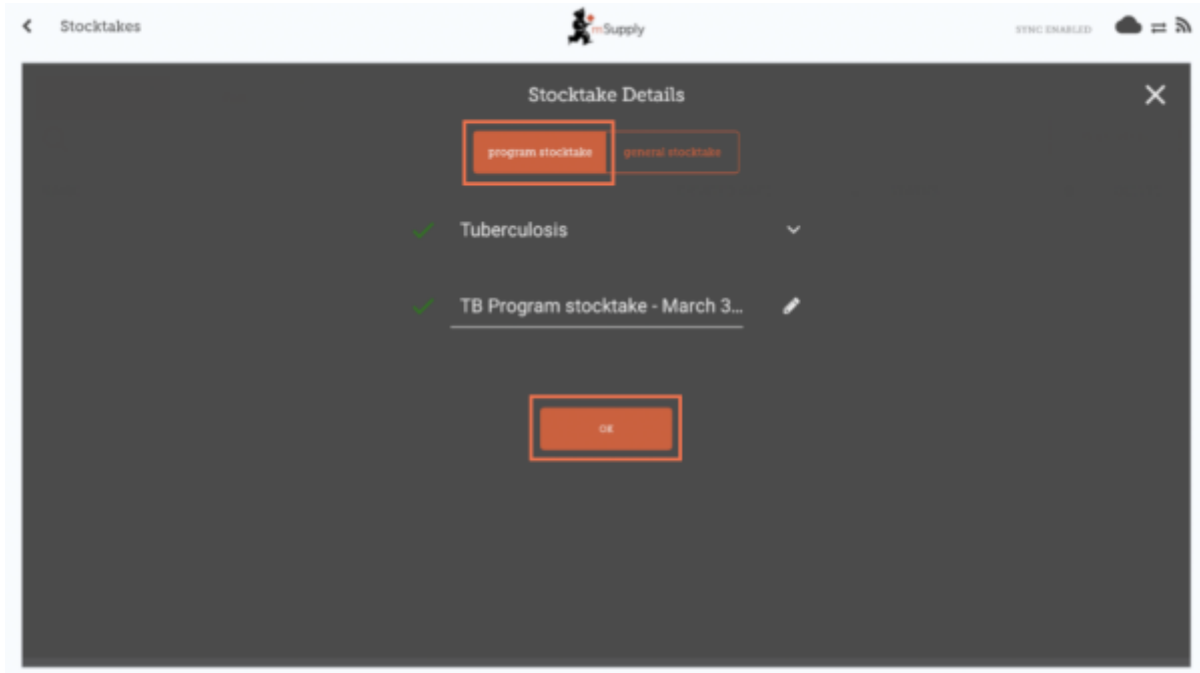 Stocktakes
mSupply
SYNC ENABLED
Stocktake Details
program stocktake
general stocktake
Tuberculosis
TB Program stocktake - March 3...
OK